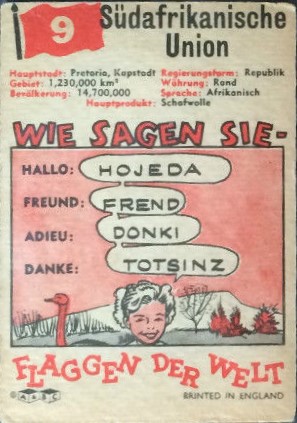 9
Südafrikanische
Union
Hauptstadt: Pretoria, Kapstadt Regierungsform: Republik
Gebiet: 1,230,000 km² Währung: Rand
Bevölkerung: 14,700,000 Sprache: Afrikanisch
Hauptprodukt: Schafwolle
WIE SAGEN SIE-
HALLO: HOJEDA
FREUND: FREND
ADIEU: DONKI
DANKE: TOTSINZ
FLAGGEN DER WELT
© A&BC PRINTED IN ENGLAND